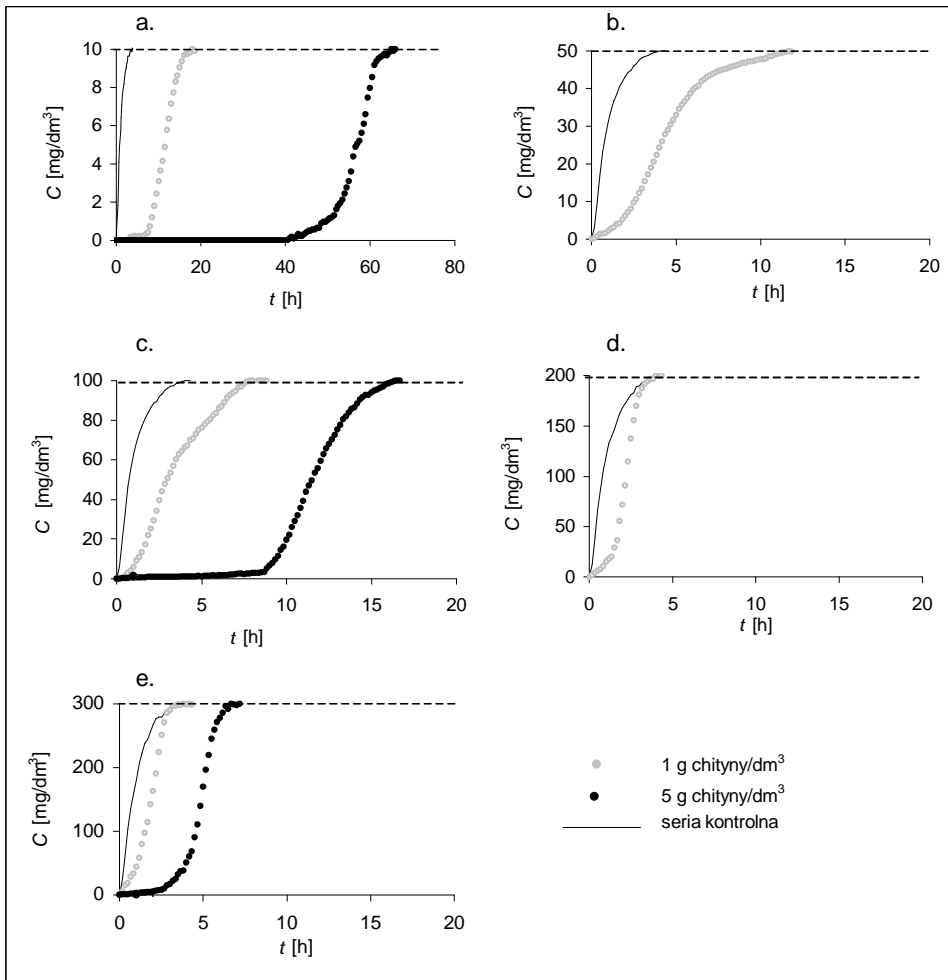 a.
10
8
6
4
2
0
C [mg/dm³]
0 20 40 60 80
t [h]
b.
50
40
30
20
10
0
C [mg/dm³]
0 5 10 15 20
t [h]
c.
100
80
60
40
20
0
C [mg/dm³]
0 5 10 15 20
t [h]
d.
200
150
100
50
0
C [mg/dm³]
0 5 10 15 20
t [h]
e.
300
200
100
0
C [mg/dm³]
0 5 10 15 20
t [h]
1 g chityny/dm³
5 g chityny/dm³
seria kontrolna